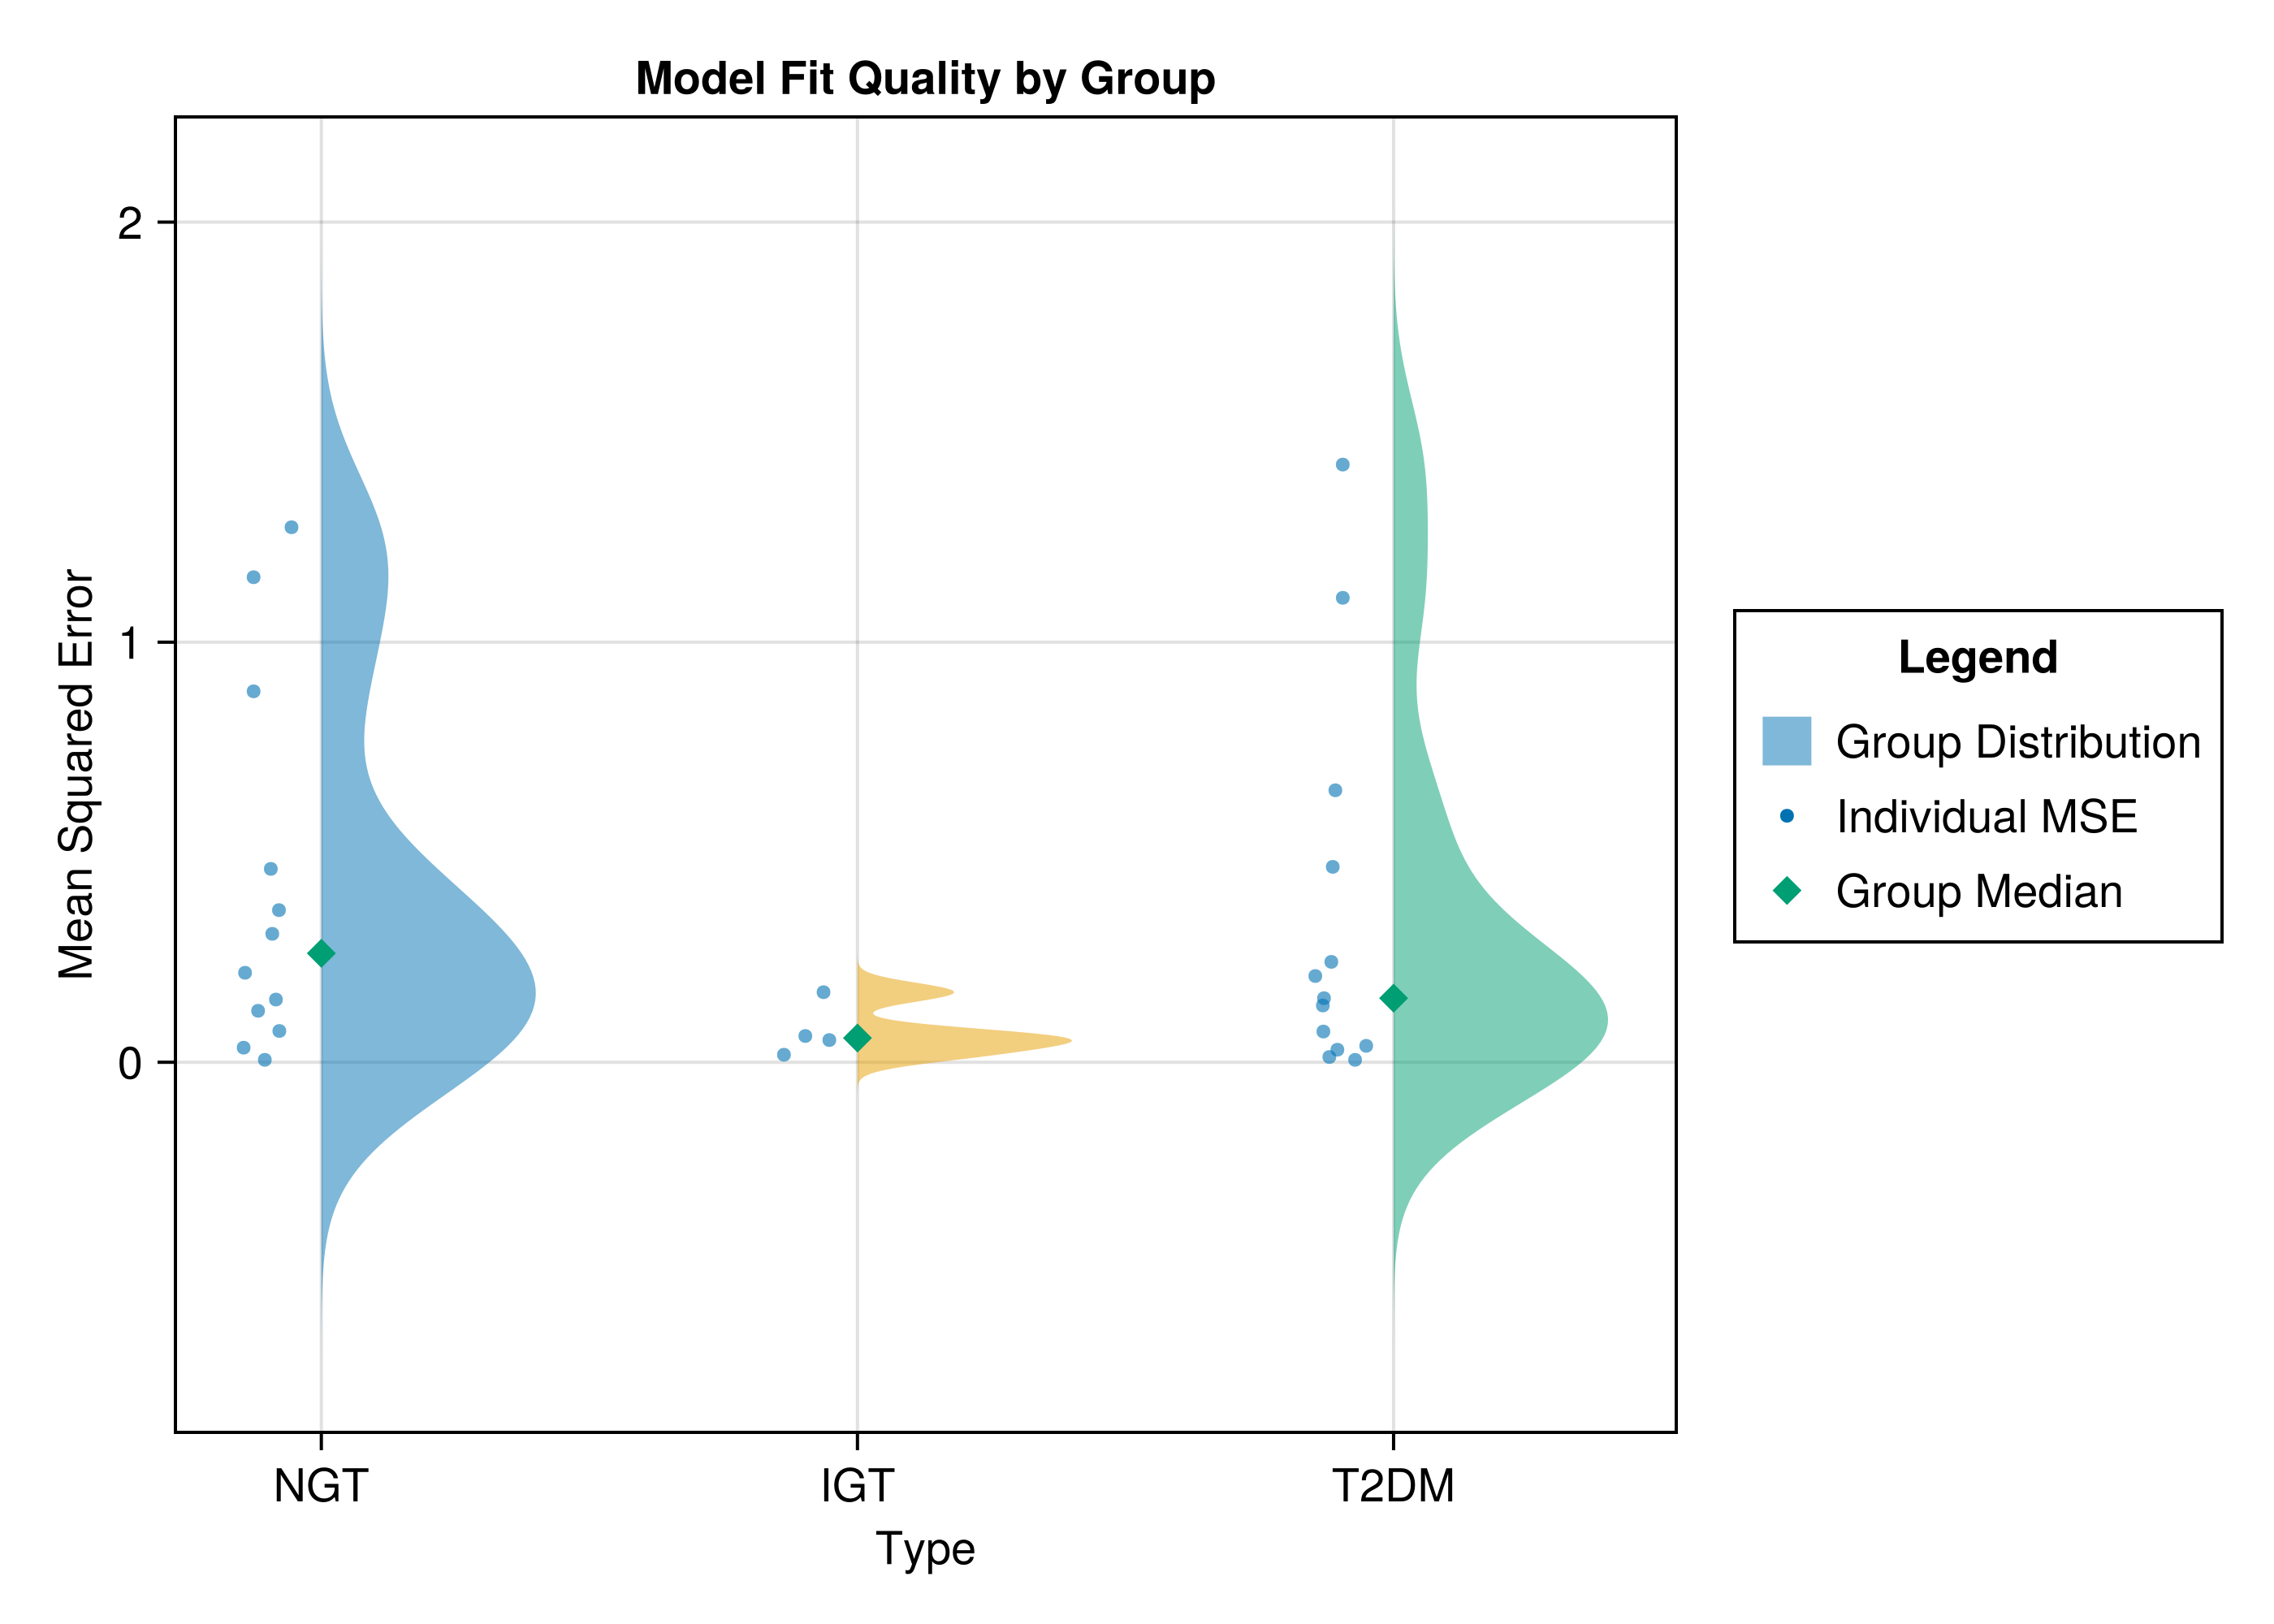 Model Fit Quality by Group
Mean Squared Error
2
1
0
NGT
IGT
T2DM
Type
Legend
Group Distribution
Individual MSE
Group Median